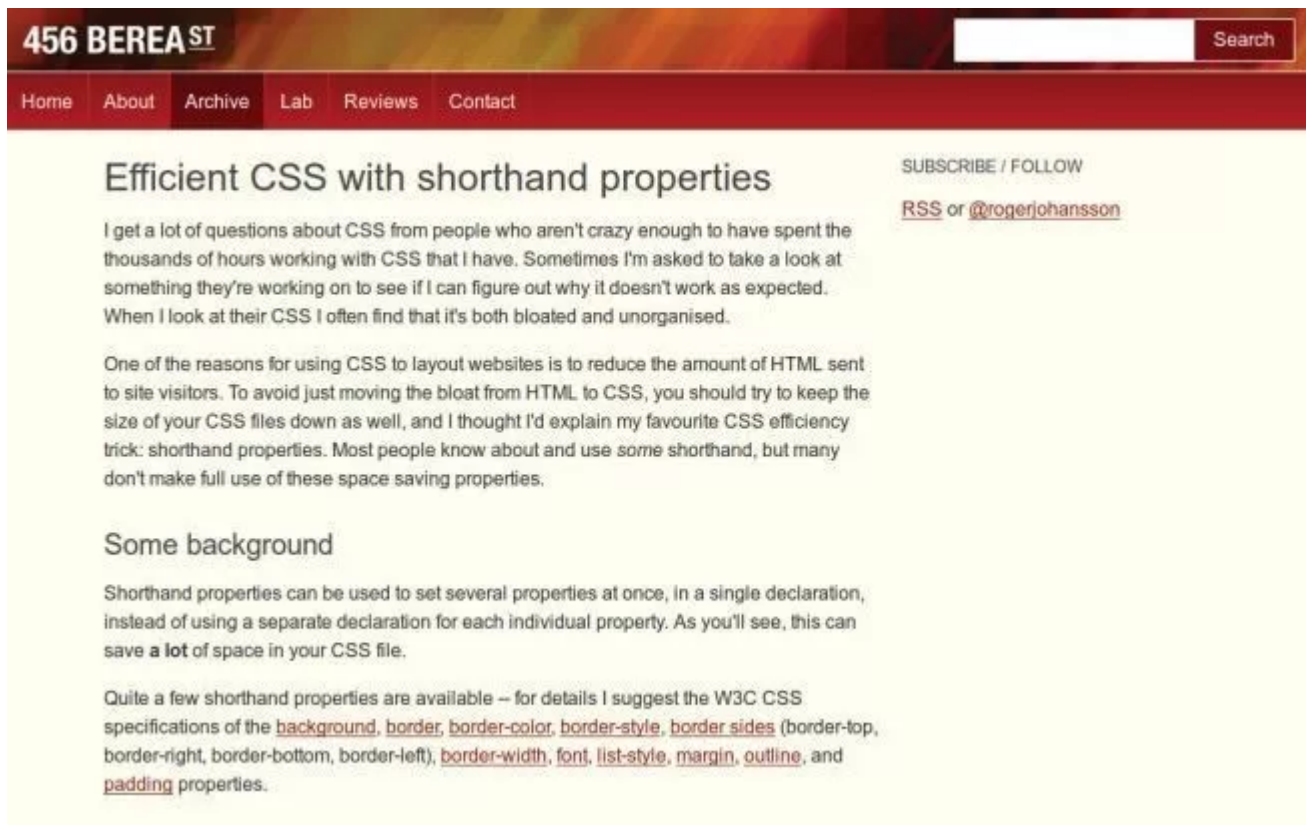 456 BEREA ST
Search
Home About Archive Lab Reviews Contact
Efficient CSS with shorthand properties
I get a lot of questions about CSS from people who aren't crazy enough to have spent the
thousands of hours working with CSS that I have. Sometimes I'm asked to take a look at
something they're working on to see if I can figure out why it doesn't work as expected.
When I look at their CSS I often find that it's both bloated and unorganised.
One of the reasons for using CSS to layout websites is to reduce the amount of HTML sent
to site visitors. To avoid just moving the bloat from HTML to CSS, you should try to keep the
size of your CSS files down as well, and I thought I'd explain my favourite CSS efficiency
trick: shorthand properties. Most people know about and use some shorthand, but many
don't make full use of these space saving properties.
Some background
Shorthand properties can be used to set several properties at once, in a single declaration,
instead of using a separate declaration for each individual property. As you'll see, this can
save a lot of space in your CSS file.
Quite a few shorthand properties are available – for details I suggest the W3C CSS
specifications of the background, border, border-color, border-style, border sides (border-top,
border-right, border-bottom, border-left), border-width, font, list-style, margin, outline, and
padding properties.
SUBSCRIBE / FOLLOW
RSS or @rogerjohansson